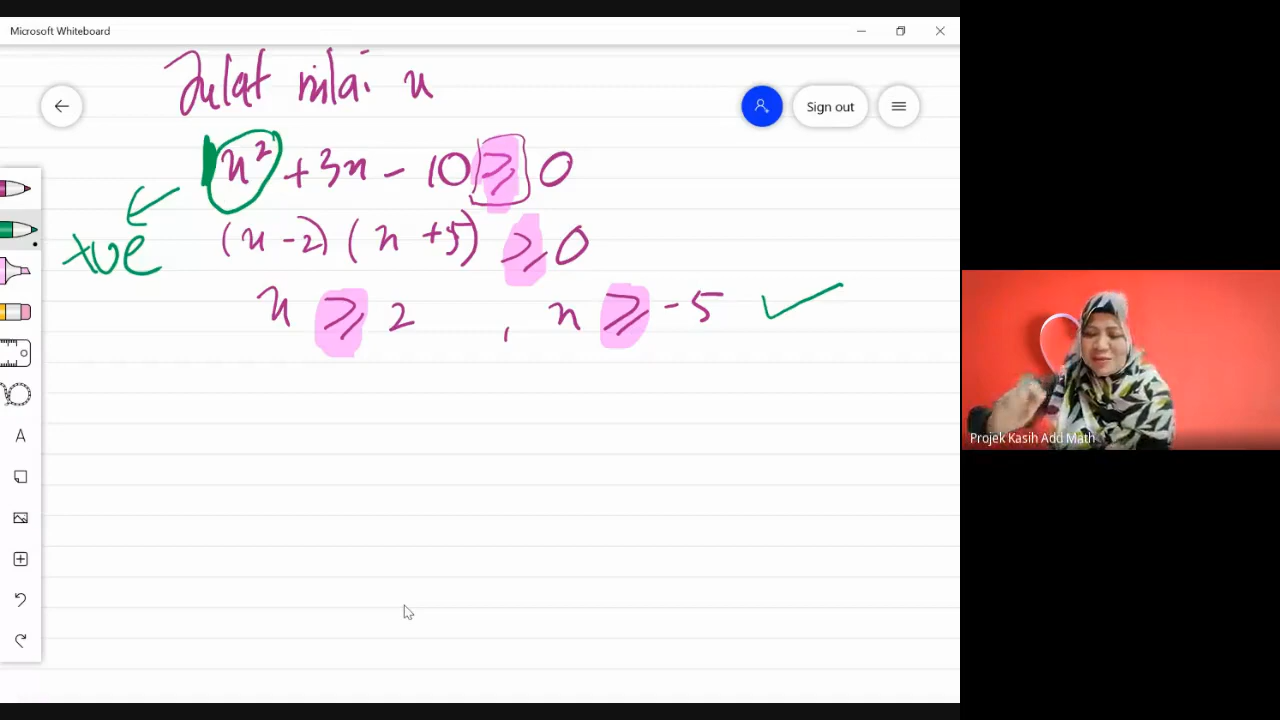 Microsoft Whiteboard
Julat nilai x
Sign out
x² + 3x - 10 ≥ 0
+ve
(x - 2) (x + 5) ≥ 0
x ≥ 2 , x ≥ -5 ✓
A
Projek Kasih Add Math